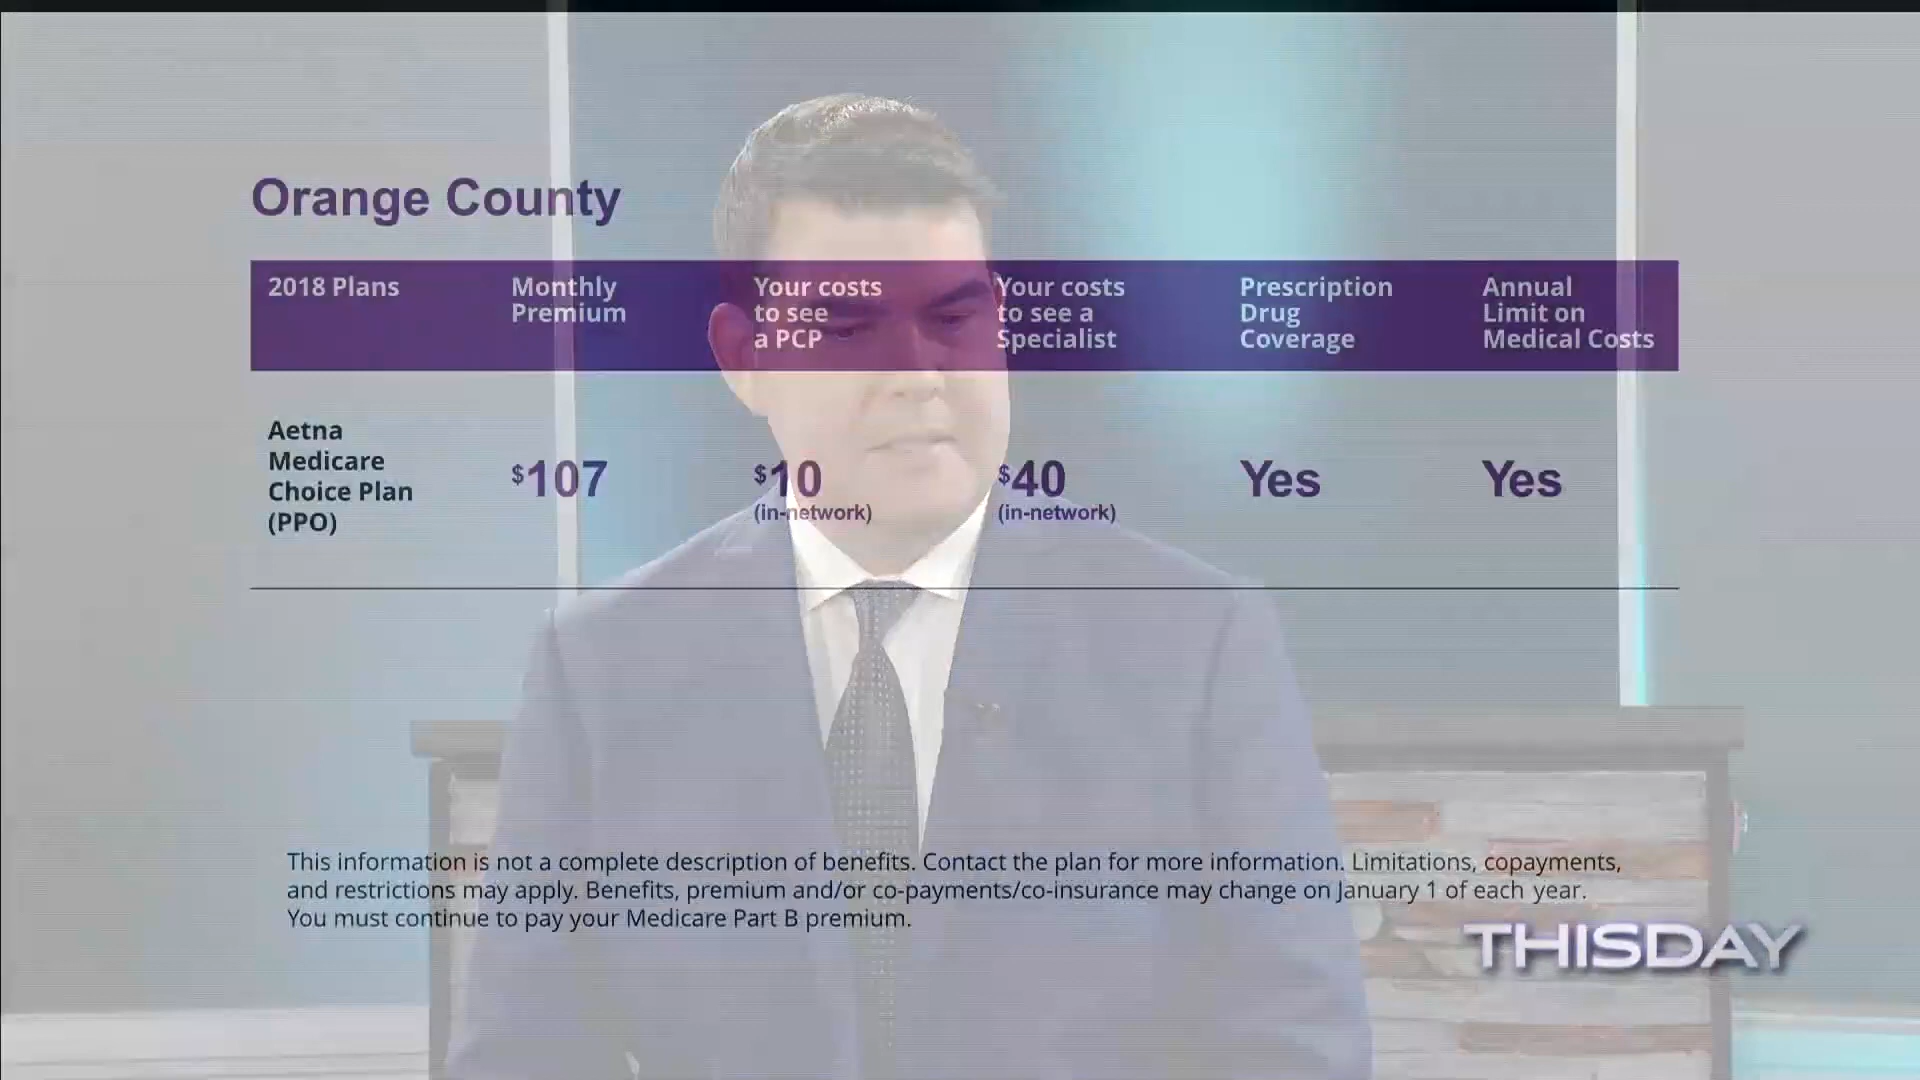 Orange County
2018 Plans
Monthly
Premium
Your costs
to see
a PCP
Your costs
to see a
Specialist
Prescription
Drug
Coverage
Annual
Limit on
Medical Costs
Aetna
Medicare
Choice Plan
(PPO)
$107
$10
(in-network)
$40
(in-network)
Yes
Yes
This information is not a complete description of benefits. Contact the plan for more information. Limitations, copayments,
and restrictions may apply. Benefits, premium and/or co-payments/co-insurance may change on January 1 of each year.
You must continue to pay your Medicare Part B premium.
THISDAY